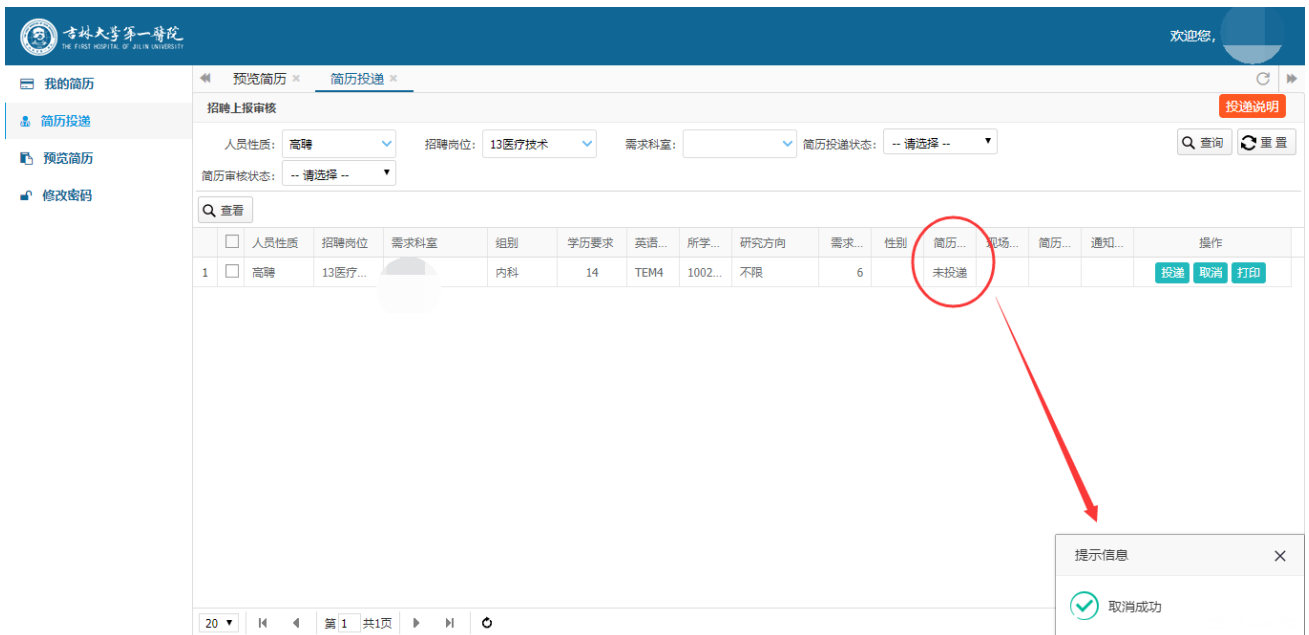 吉林大学第一醫院
THE FIRST HOSPITAL OF JILIN UNIVERSITY
欢迎您,
我的简历
简历投递
预览简历
修改密码
预览简历 × 简历投递 ×
招聘上报审核 投递说明
人员性质: 高聘 招聘岗位: 13医疗技术 需求科室: 简历投递状态: -- 请选择 -- 查询 重置
简历审核状态: -- 请选择 --
查看
人员性质 招聘岗位 需求科室 组别 学历要求 英语... 所学... 研究方向 需求... 性别 简历... 现场... 简历... 通知... 操作
1 高聘 13医疗... 内科 14 TEM4 1002... 不限 6 未投递 投递 取消 打印
提示信息 ×
取消成功
20 第 1 共1页